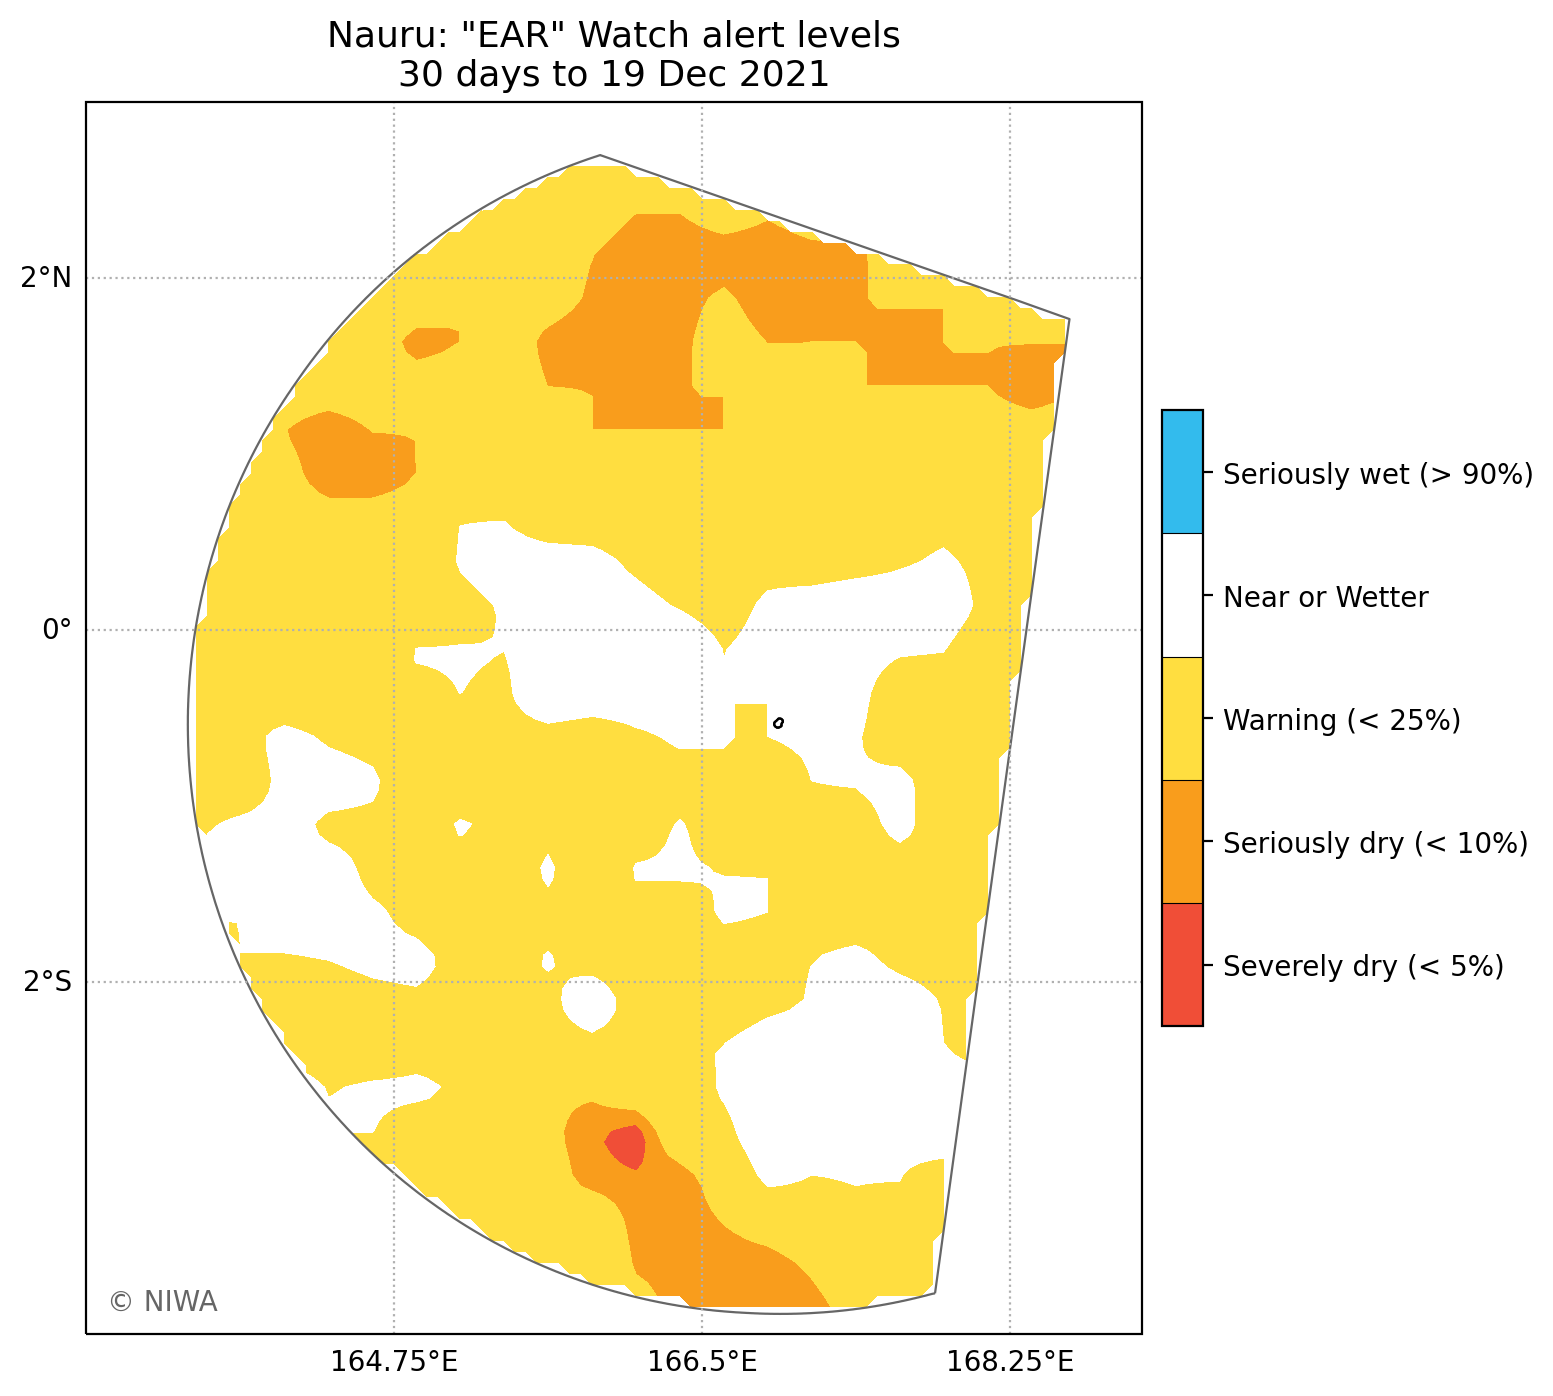 Nauru: "EAR" Watch alert levels
30 days to 19 Dec 2021
2°N
0°
2°S
164.75°E
166.5°E
168.25°E
Seriously wet (> 90%)
Near or Wetter
Warning (< 25%)
Seriously dry (< 10%)
Severely dry (< 5%)
© NIWA